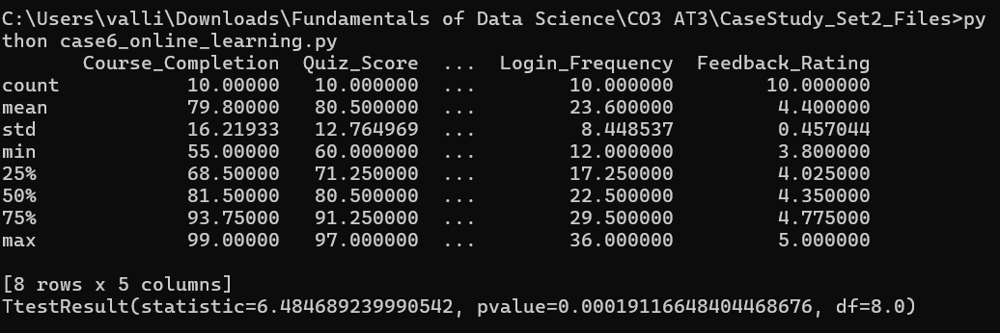 C:\Users\valli\Downloads\Fundamentals of Data Science\CO3 AT3\CaseStudy_Set2_Files>py
thon case6_online_learning.py
       Course_Completion  Quiz_Score  ...  Login_Frequency  Feedback_Rating
count           10.00000   10.000000  ...        10.000000        10.000000
mean            79.80000   80.500000  ...        23.600000         4.400000
std             16.21933   12.764969  ...         8.448537         0.457044
min             55.00000   60.000000  ...        12.000000         3.800000
25%             68.50000   71.250000  ...        17.250000         4.025000
50%             81.50000   80.500000  ...        22.500000         4.350000
75%             93.75000   91.250000  ...        29.500000         4.775000
max             99.00000   97.000000  ...        36.000000         5.000000

[8 rows x 5 columns]
TtestResult(statistic=6.484689239990542, pvalue=0.00019116648404468676, df=8.0)